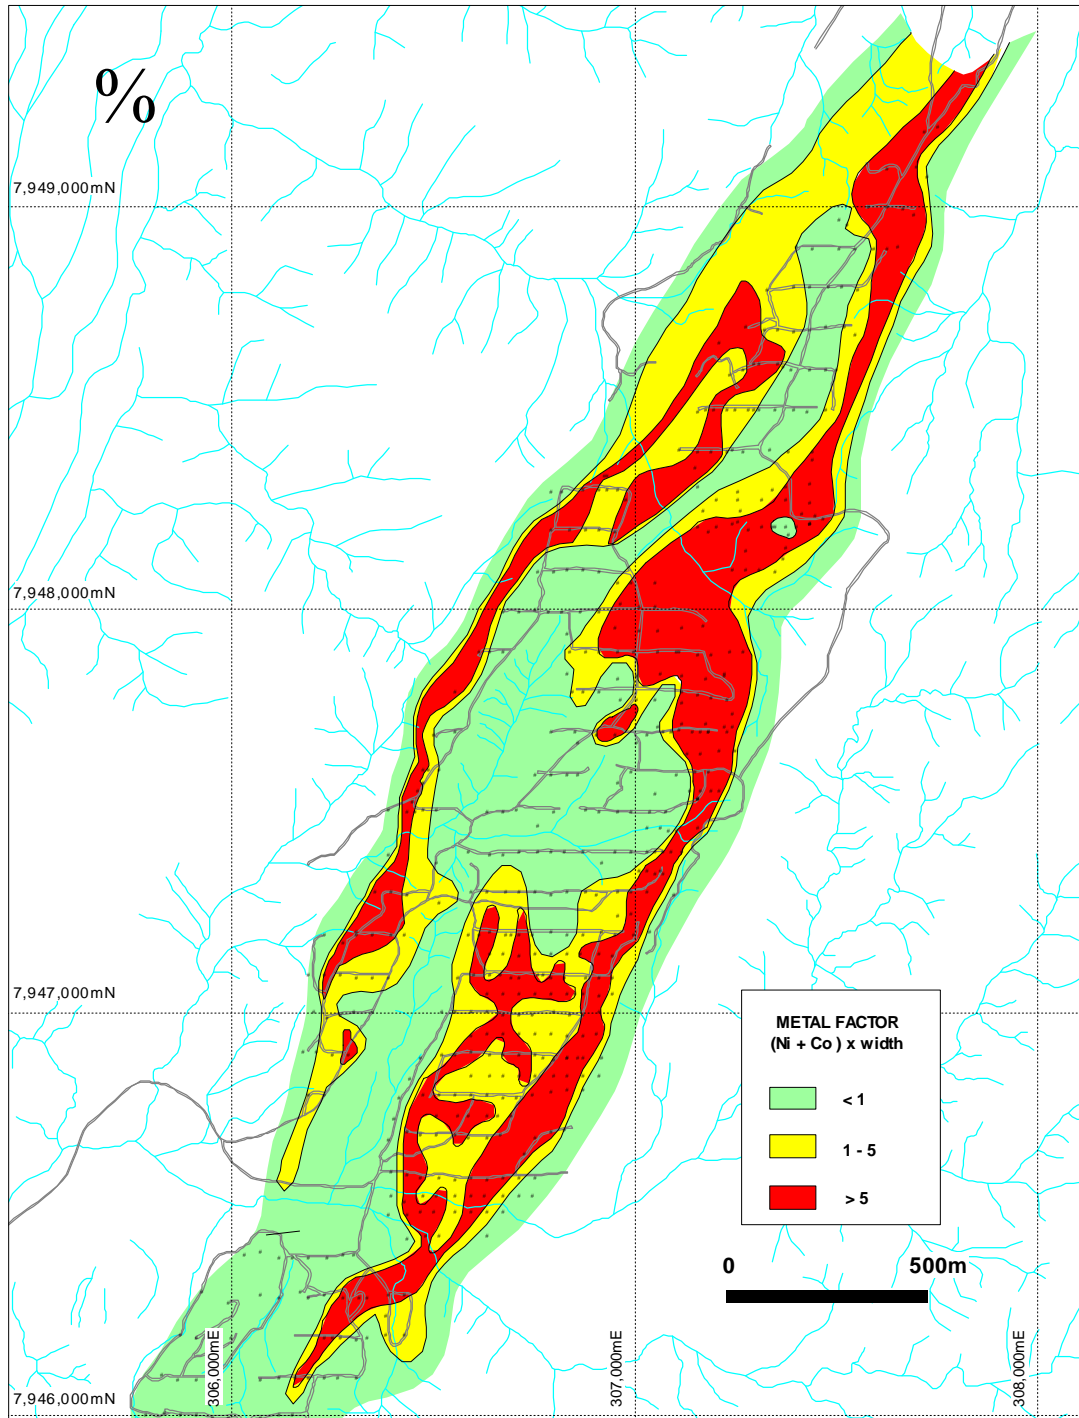 %
7,949,000mN
7,948,000mN
7,947,000mN
METAL FACTOR
(Ni + Co ) x width
< 1
1 - 5
> 5
0 500m
306,000mE
307,000mE
308,000mE
7,946,000mN